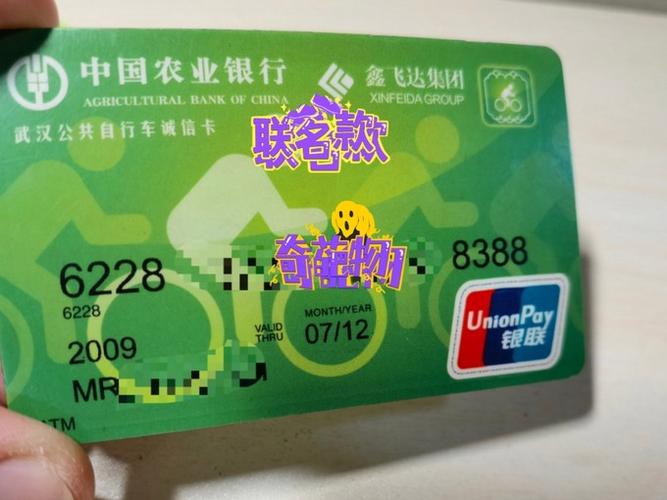 中国农业银行
AGRICULTURAL BANK OF CHINA
鑫飞达集团
XINFEIDA GROUP
武汉公共自行车诚信卡
联名款
奇葩物
6228
8388
6228
MONTH/YEAR
VALID THRU 07/12
2009
MR
UnionPay
银联
ATM